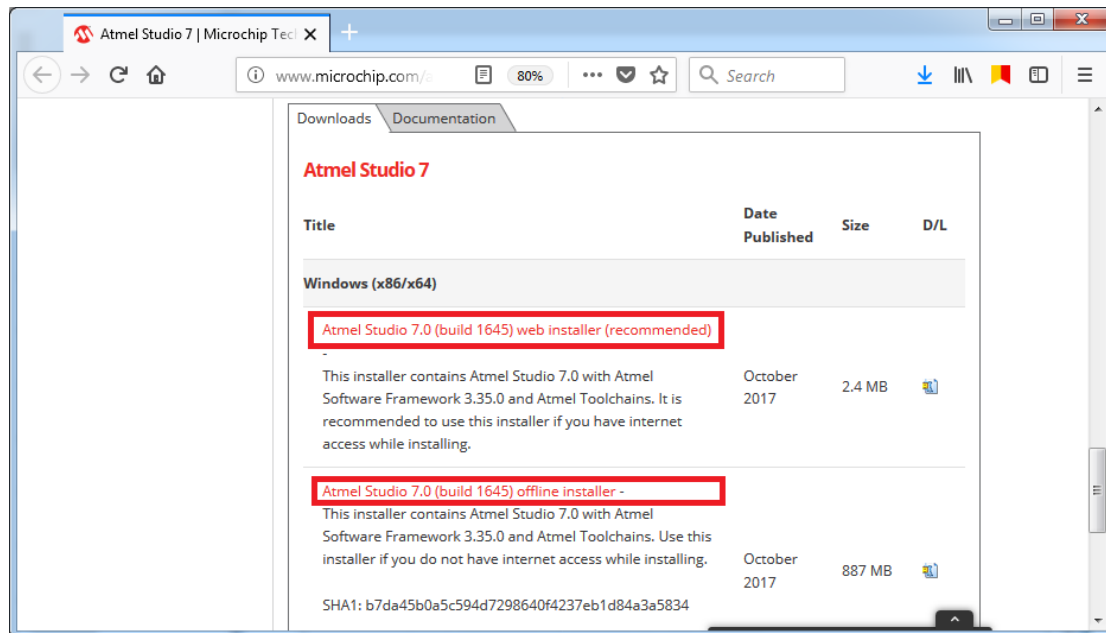 Atmel Studio 7 | Microchip Tec
www.microchip.com/a
80%
Search
Downloads
Documentation
Atmel Studio 7
Title
Date
Published
Size
D/L
Windows (x86/x64)
Atmel Studio 7.0 (build 1645) web installer (recommended)
-
This installer contains Atmel Studio 7.0 with Atmel
Software Framework 3.35.0 and Atmel Toolchains. It is
recommended to use this installer if you have internet
access while installing.
October
2017
2.4 MB
Atmel Studio 7.0 (build 1645) offline installer -
This installer contains Atmel Studio 7.0 with Atmel
Software Framework 3.35.0 and Atmel Toolchains. Use this
installer if you do not have internet access while installing.
SHA1: b7da45b0a5c594d7298640f4237eb1d84a3a5834
October
2017
887 MB